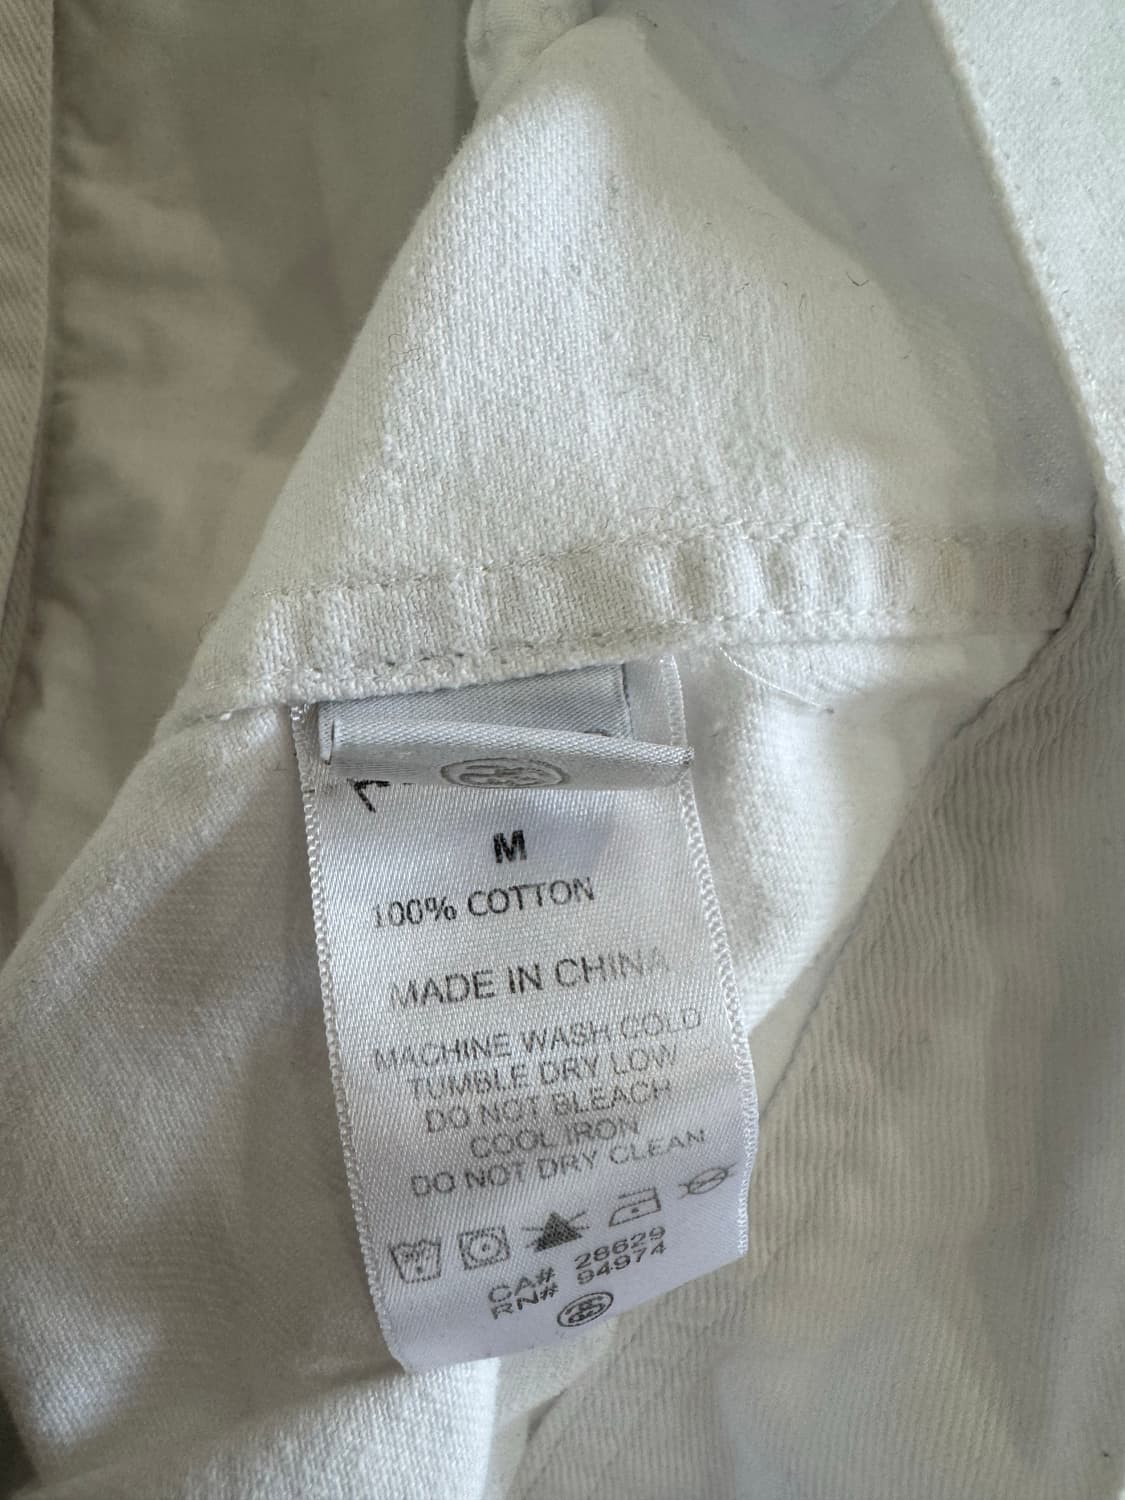 M
100% COTTON
MADE IN CHINA
MACHINE WASH COLD
TUMBLE DRY LOW
DO NOT BLEACH
COOL IRON
DO NOT DRY CLEAN
CA# 28629
RN# 94974